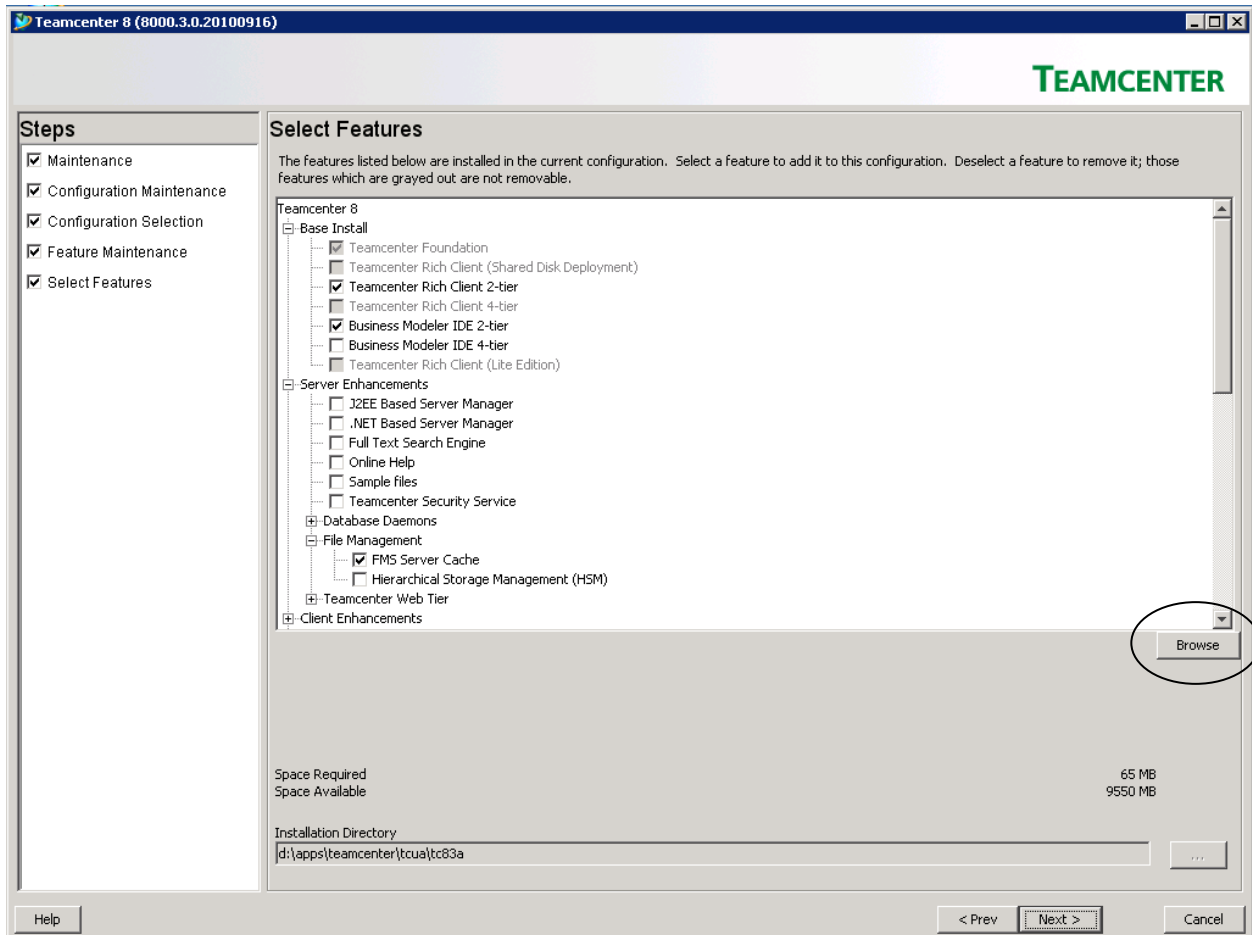 Teamcenter 8 (8000.3.0.20100916)
TEAMCENTER
Steps
Maintenance
Configuration Maintenance
Configuration Selection
Feature Maintenance
Select Features
Select Features
The features listed below are installed in the current configuration. Select a feature to add it to this configuration. Deselect a feature to remove it; those
features which are grayed out are not removable.
Teamcenter 8
Base Install
Teamcenter Foundation
Teamcenter Rich Client (Shared Disk Deployment)
Teamcenter Rich Client 2-tier
Teamcenter Rich Client 4-tier
Business Modeler IDE 2-tier
Business Modeler IDE 4-tier
Teamcenter Rich Client (Lite Edition)
Server Enhancements
J2EE Based Server Manager
.NET Based Server Manager
Full Text Search Engine
Online Help
Sample files
Teamcenter Security Service
Database Daemons
File Management
FMS Server Cache
Hierarchical Storage Management (HSM)
Teamcenter Web Tier
Client Enhancements
Browse
Space Required 65 MB
Space Available 9550 MB
Installation Directory
d:\apps\teamcenter\tcua\tc83a
...
Help < Prev Next > Cancel